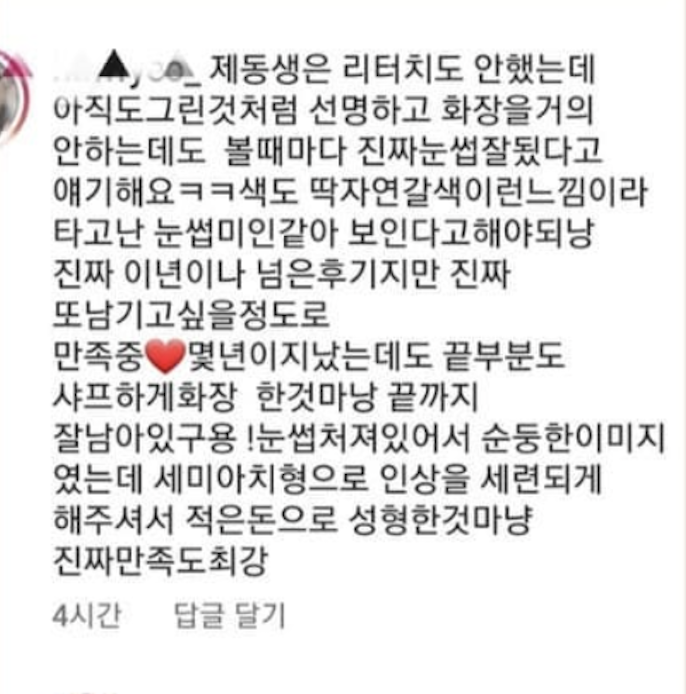 제동생은 리터치도 안했는데
아직도그린것처럼 선명하고 화장을거의
안하는데도 볼때마다 진짜눈썹잘됬다고
얘기해요ㅋㅋ색도 딱자연갈색이런느낌이라
타고난 눈썹미인같아 보인다고해야되낭
진짜 이년이나 넘은후기지만 진짜
또남기고싶을정도로
만족중❤️몇년이지났는데도 끝부분도
샤프하게화장 한것마낭 끝까지
잘남아있구용 !눈썹처져있어서 순둥한이미지
였는데 세미아치형으로 인상을 세련되게
해주셔서 적은돈으로 성형한것마냥
진짜만족도최강
4시간 답글 달기